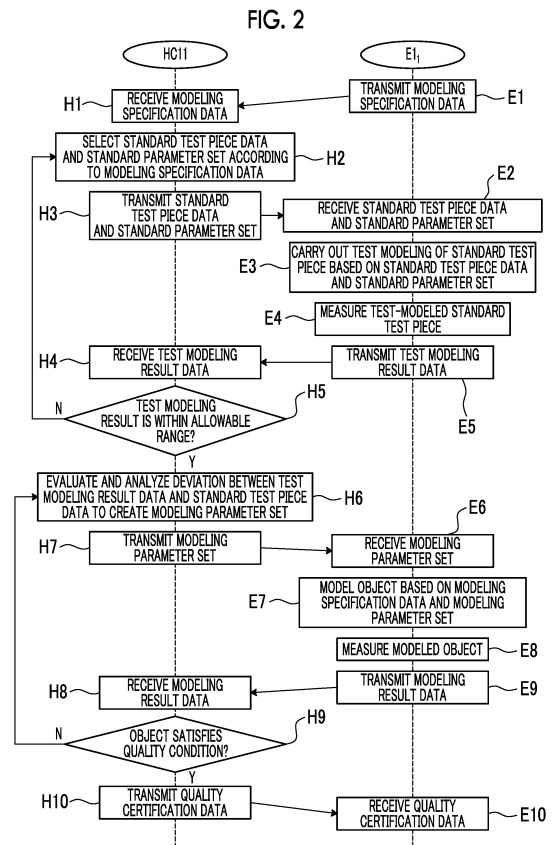 FIG. 2
HC11
E1₁
H1
RECEIVE MODELING
SPECIFICATION DATA
TRANSMIT MODELING
SPECIFICATION DATA
E1
SELECT STANDARD TEST PIECE DATA
AND STANDARD PARAMETER SET ACCORDING
TO MODELING SPECIFICATION DATA
H2
H3
TRANSMIT STANDARD
TEST PIECE DATA
AND STANDARD PARAMETER SET
E2
RECEIVE STANDARD TEST PIECE DATA
AND STANDARD PARAMETER SET
E3
CARRY OUT TEST MODELING OF STANDARD TEST
PIECE BASED ON STANDARD TEST PIECE DATA
AND STANDARD PARAMETER SET
E4
MEASURE TEST-MODELED STANDARD
TEST PIECE
H4
RECEIVE TEST MODELING
RESULT DATA
TRANSMIT TEST MODELING
RESULT DATA
E5
N
TEST MODELING
RESULT IS WITHIN ALLOWABLE
RANGE?
H5
Y
EVALUATE AND ANALYZE DEVIATION BETWEEN TEST
MODELING RESULT DATA AND STANDARD TEST PIECE
DATA TO CREATE MODELING PARAMETER SET
H6
H7
TRANSMIT MODELING
PARAMETER SET
E6
RECEIVE MODELING
PARAMETER SET
E7
MODEL OBJECT BASED ON MODELING
SPECIFICATION DATA AND MODELING
PARAMETER SET
MEASURE MODELED OBJECT
E8
H8
RECEIVE MODELING
RESULT DATA
TRANSMIT MODELING
RESULT DATA
E9
N
OBJECT SATISFIES
QUALITY CONDITION?
H9
Y
H10
TRANSMIT QUALITY
CERTIFICATION DATA
RECEIVE QUALITY
CERTIFICATION DATA
E10